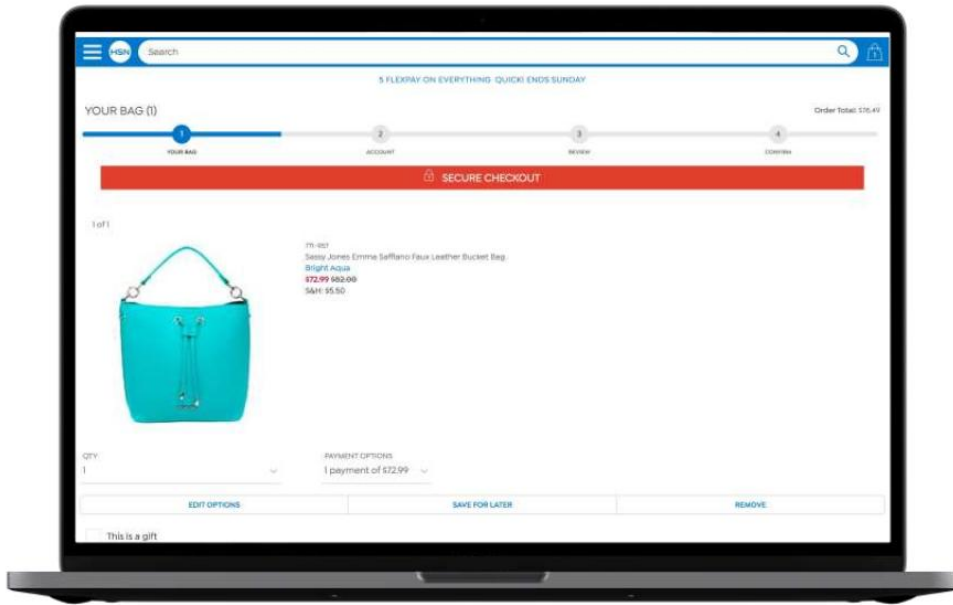 HSN
Search
1
5 FLEXPAY ON EVERYTHING QUICK! ENDS SUNDAY
YOUR BAG (1)
Order Total: $78.49
1
2
3
4
YOUR BAG
ACCOUNT
REVIEW
CONFIRM
SECURE CHECKOUT
1 of 1
Sassy Jones Emma Saffiano Faux Leather Bucket Bag
Bright Aqua
$72.99 $82.00
S&H: $5.50
QTY
PAYMENT OPTIONS
1
1 payment of $72.99
EDIT OPTIONS
SAVE FOR LATER
REMOVE
This is a gift